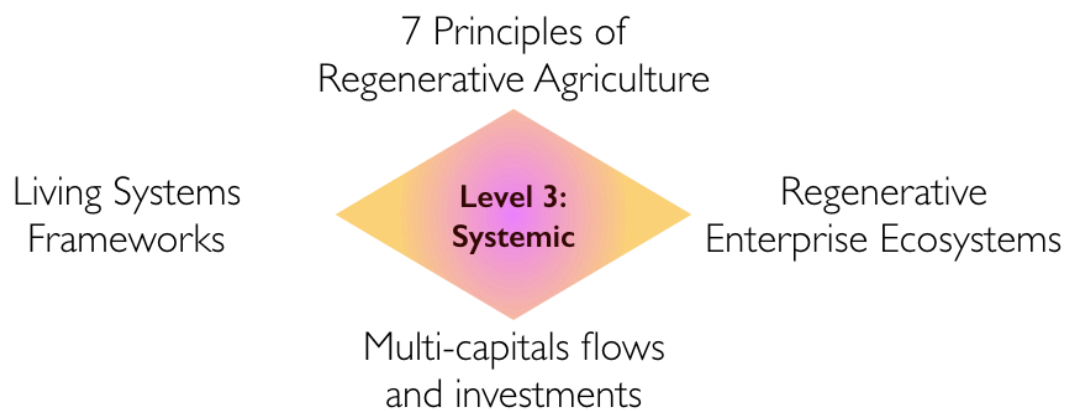 7 Principles of
Regenerative Agriculture
Living Systems
Frameworks
Level 3:
Systemic
Regenerative
Enterprise Ecosystems
Multi-capitals flows
and investments